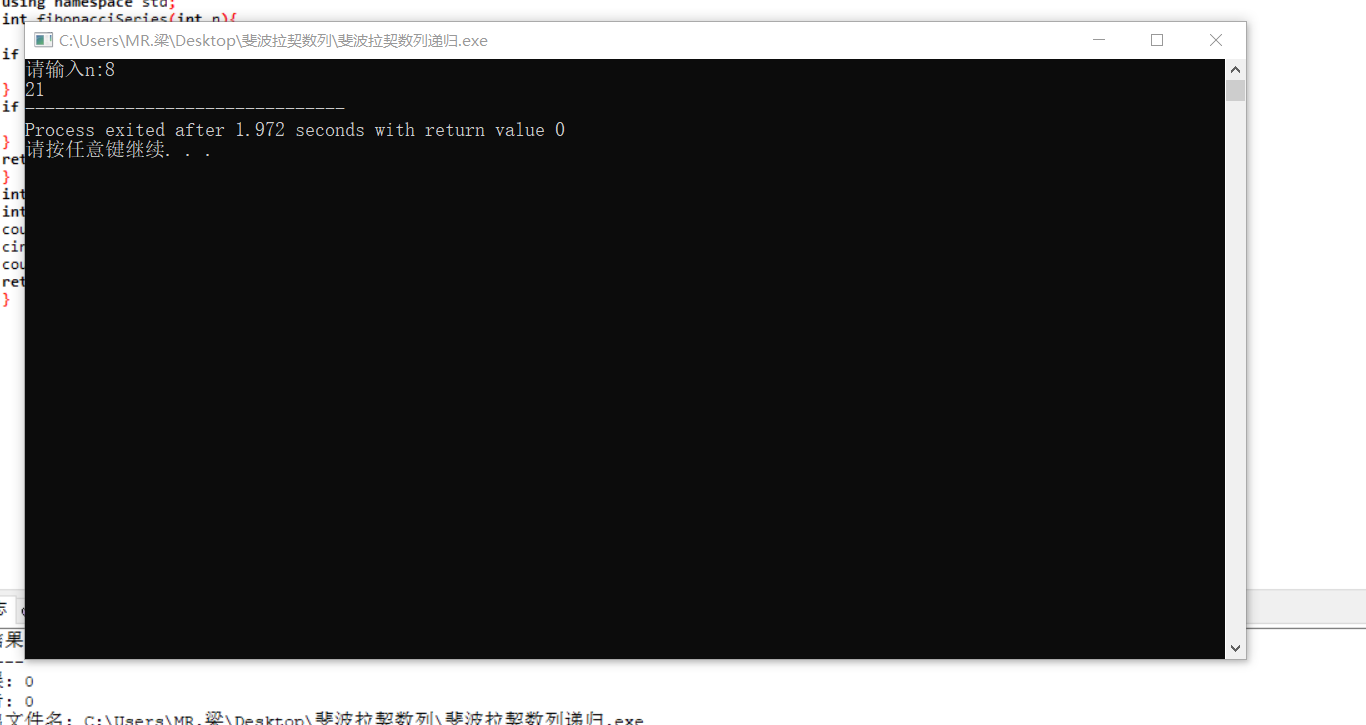 using namespace std;
int fibonacciSeries(int n){
C:\Users\MR.梁\Desktop\斐波拉契数列\斐波拉契数列递归.exe
if
请输入n:8
}
21
if
--------------------------------
}
Process exited after 1.972 seconds with return value 0
ret
请按任意键继续. . .
}
int
int
cou
cin
cou
ret
}
志
结果
---
: 0
: 0
文件名: C:\Users\MR.梁\Desktop\斐波拉契数列\斐波拉契数列递归.exe